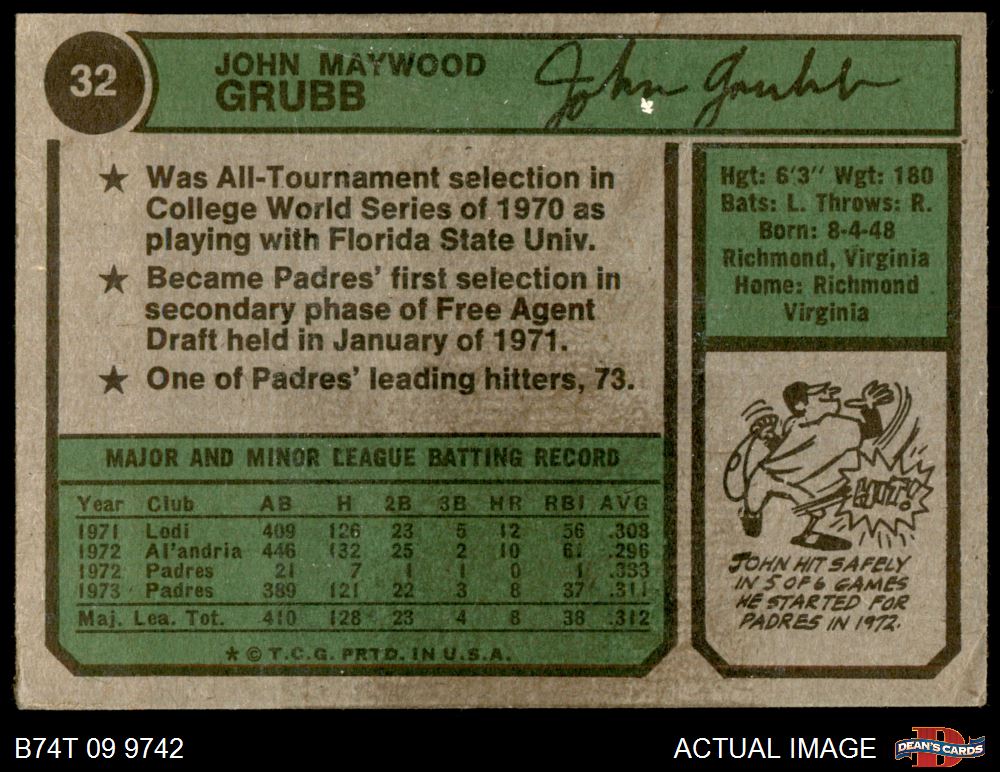 32
JOHN MAYWOOD
GRUBB
John Grubb
★ Was All-Tournament selection in
College World Series of 1970 as
playing with Florida State Univ.
★ Became Padres' first selection in
secondary phase of Free Agent
Draft held in January of 1971.
★ One of Padres' leading hitters, 73.
Hgt: 6'3" Wgt: 180
Bats: L. Throws: R.
Born: 8-4-48
Richmond, Virginia
Home: Richmond
Virginia
MAJOR AND MINOR LEAGUE BATTING RECORD
Year Club AB H 2B 3B HR RBI AVG
1971 Lodi 409 126 23 5 12 56 .308
1972 Al'andria 446 132 25 2 10 61 .296
1972 Padres 21 7 1 1 0 1 .333
1973 Padres 389 121 22 3 8 37 .311
Maj. Lea. Tot. 410 128 23 4 8 38 .312
★ © T.C.G. PRTD. IN U.S.A.
HIT!
JOHN HIT SAFELY
IN 5 OF 6 GAMES
HE STARTED FOR
PADRES IN 1972.
B74T 09 9742
ACTUAL IMAGE
D
DEAN'S CARDS